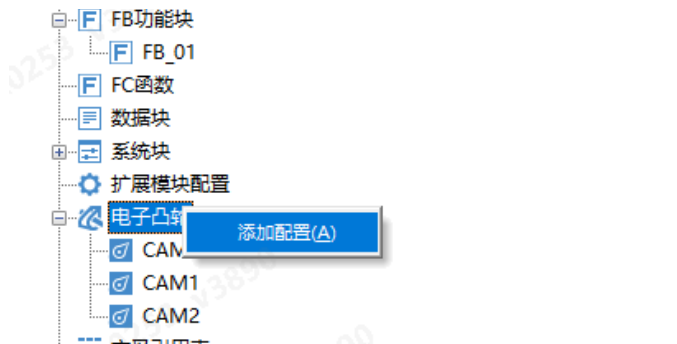 FB功能块
FB_01
FC函数
数据块
系统块
扩展模块配置
电子凸
添加配置(A)
CAM
CAM1
CAM2